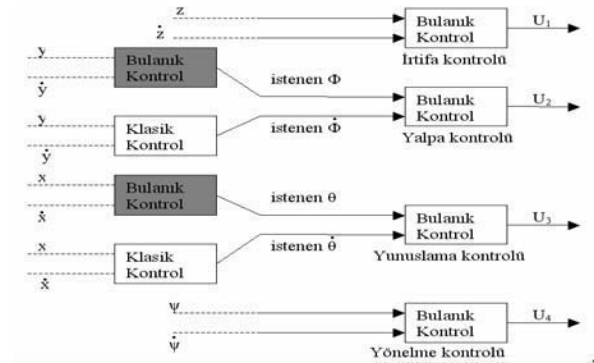 z
ż
Bulanık
Kontrol
U₁
İrtifa kontrolü
y
ẏ
Bulanık
Kontrol
istenen Φ
Bulanık
Kontrol
U₂
Yalpa kontrolü
y
ẏ
Klasik
Kontrol
istenen Φ̇
x
ẋ
Bulanık
Kontrol
istenen θ
Bulanık
Kontrol
U₃
Yunuslama kontrolü
x
ẋ
Klasik
Kontrol
istenen θ̇
ψ
ψ̇
Bulanık
Kontrol
U₄
Yönelme kontrolü